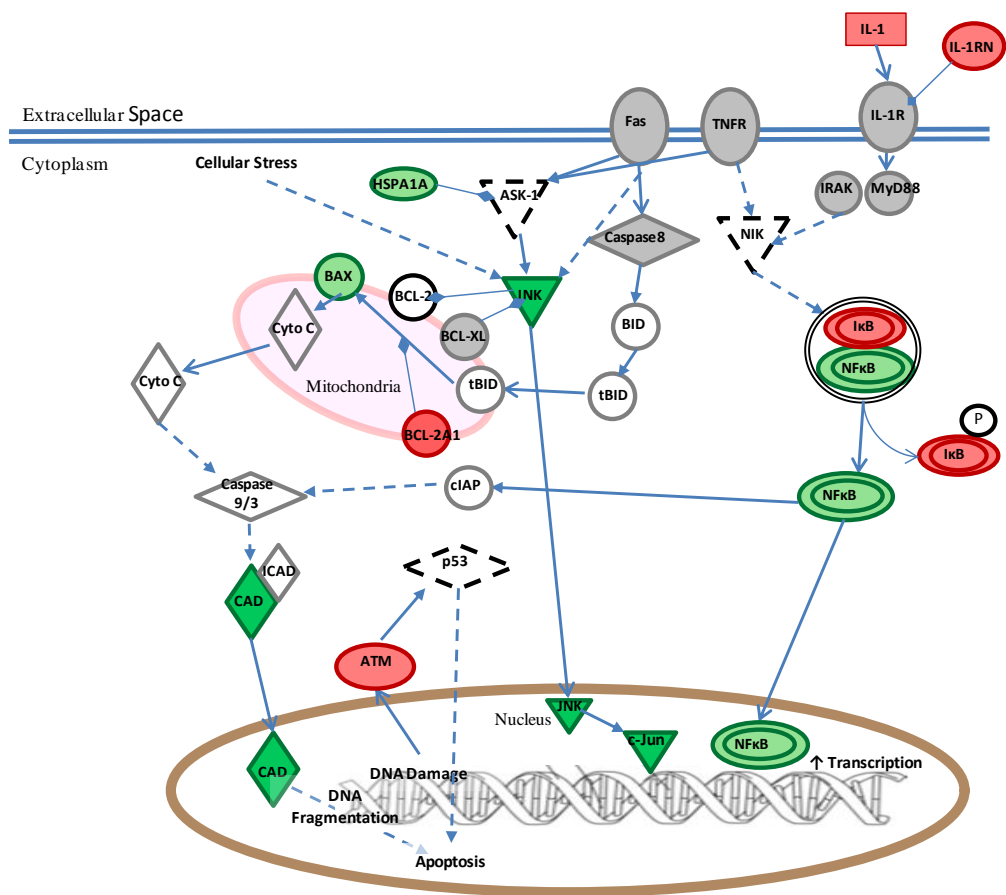 IL-1
IL-1RN
Extracellular Space
Fas
TNFR
IL-1R
Cytoplasm
Cellular Stress
HSPA1A
ASK-1
IRAK
MyD88
NIK
Caspase8
BAX
BCL-2
JNK
Cyto C
BCL-XL
BID
IκB
NFκB
Cyto C
Mitochondria
tBID
tBID
BCL-2A1
P
IκB
Caspase
9/3
cIAP
NFκB
p53
ICAD
CAD
ATM
JNK
Nucleus
c-Jun
NFκB
↑ Transcription
CAD
DNA Damage
DNA
Fragmentation
Apoptosis